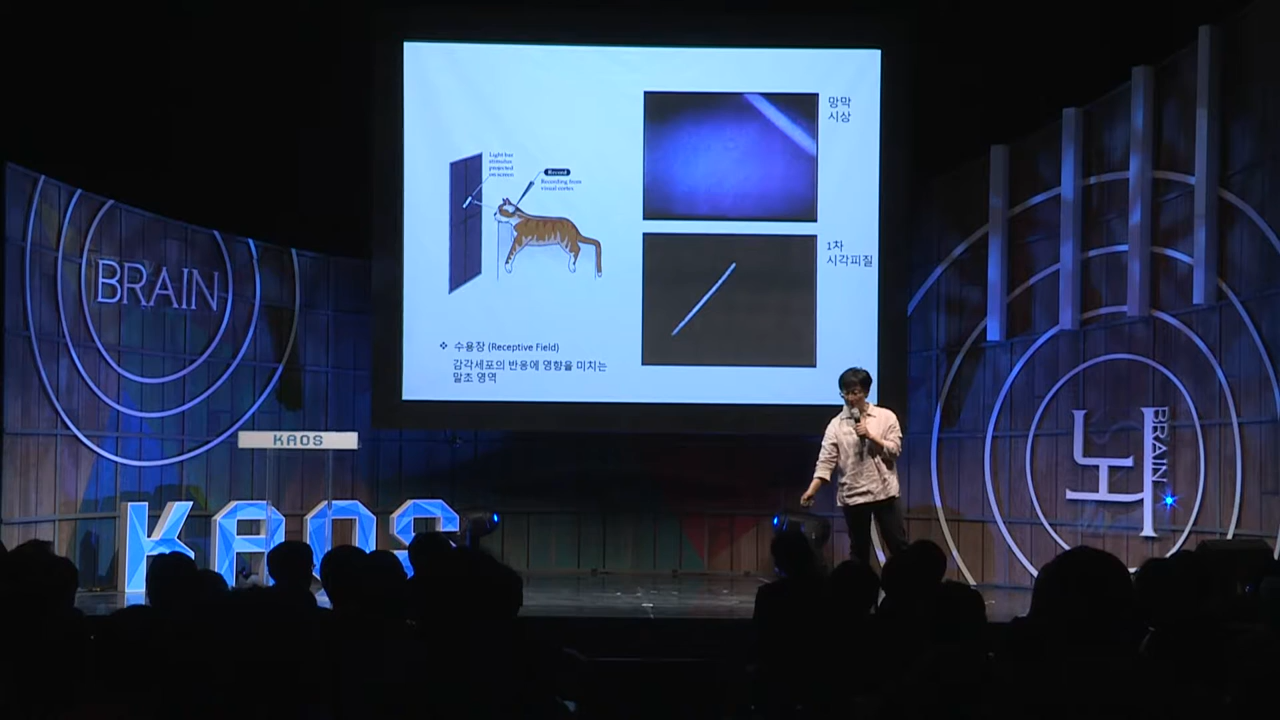 망막
시상
Light bar
stimulus
projected
on screen
Record
Recording from
visual cortex
1차
시각피질
❖ 수용장 (Receptive Field)
감각세포의 반응에 영향을 미치는
말초 영역
BRAIN
KAOS
KAOS
뇌
BRAIN